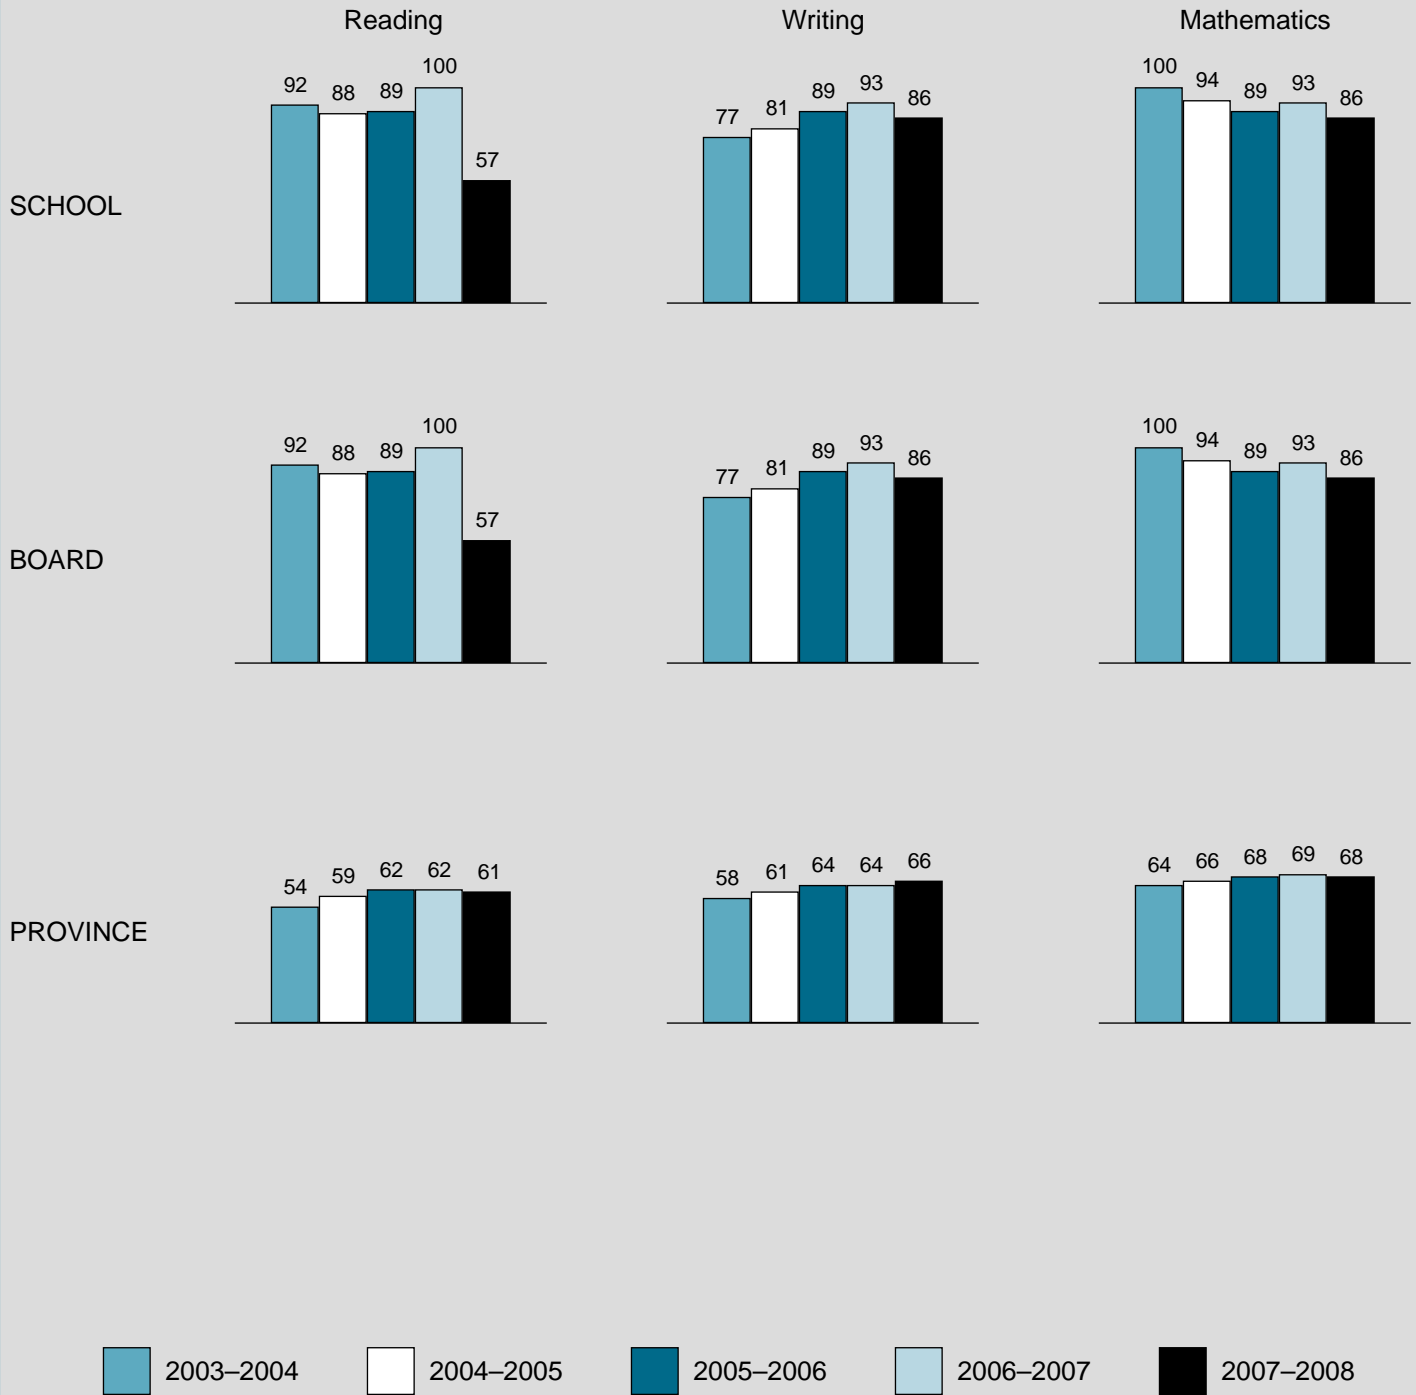 Reading Writing Mathematics
SCHOOL
92 88 89 100 57
77 81 89 93 86
100 94 89 93 86
BOARD
92 88 89 100 57
77 81 89 93 86
100 94 89 93 86
PROVINCE
54 59 62 62 61
58 61 64 64 66
64 66 68 69 68
2003–2004 2004–2005 2005–2006 2006–2007 2007–2008